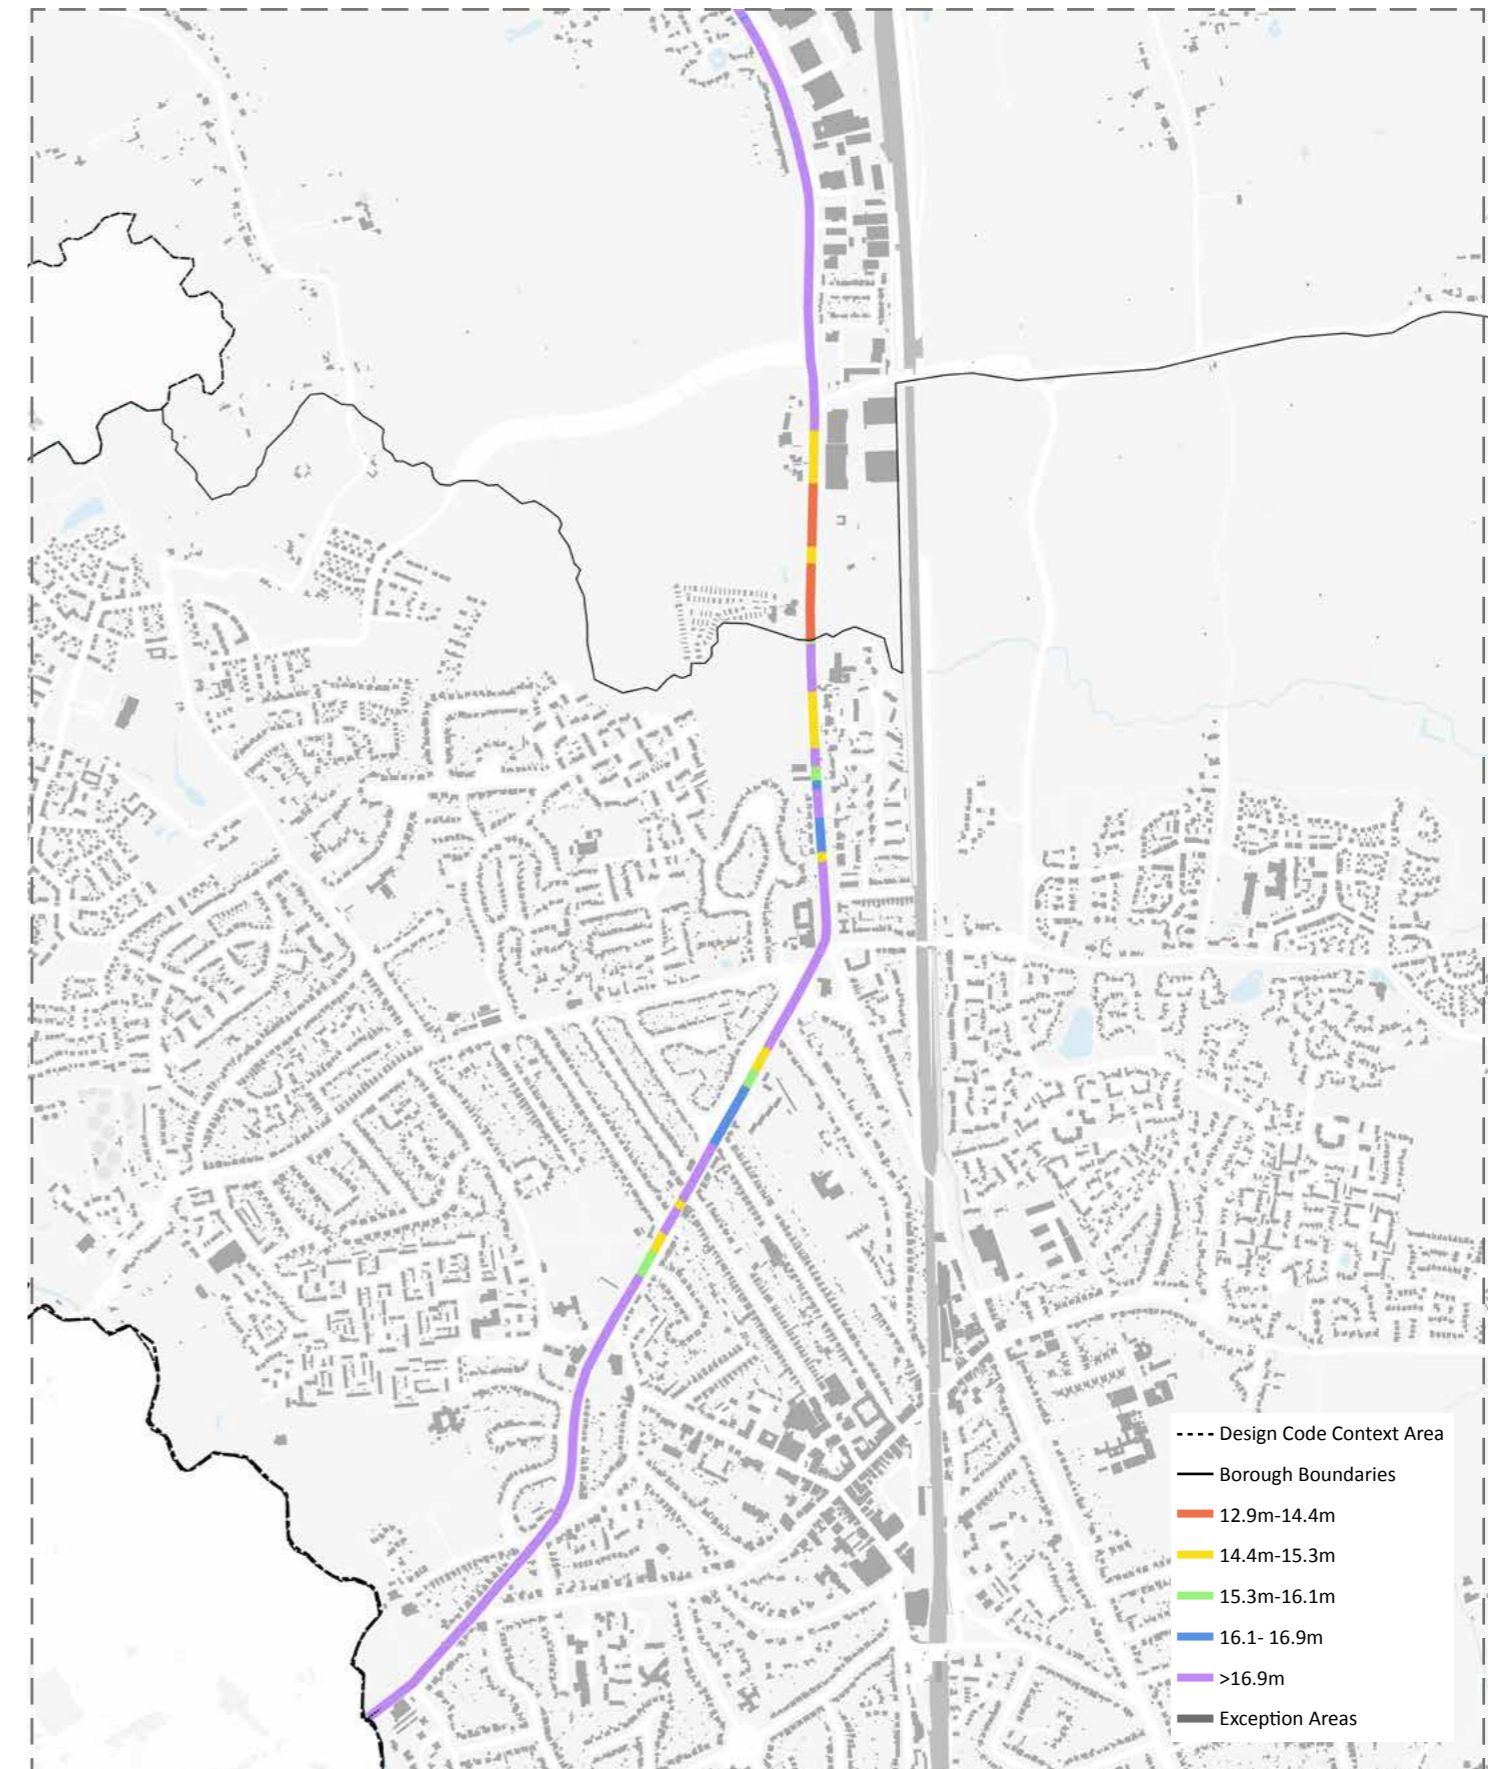 Design Code Context Area
Borough Boundaries
12.9m-14.4m
14.4m-15.3m
15.3m-16.1m
16.1- 16.9m
>16.9m
Exception Areas